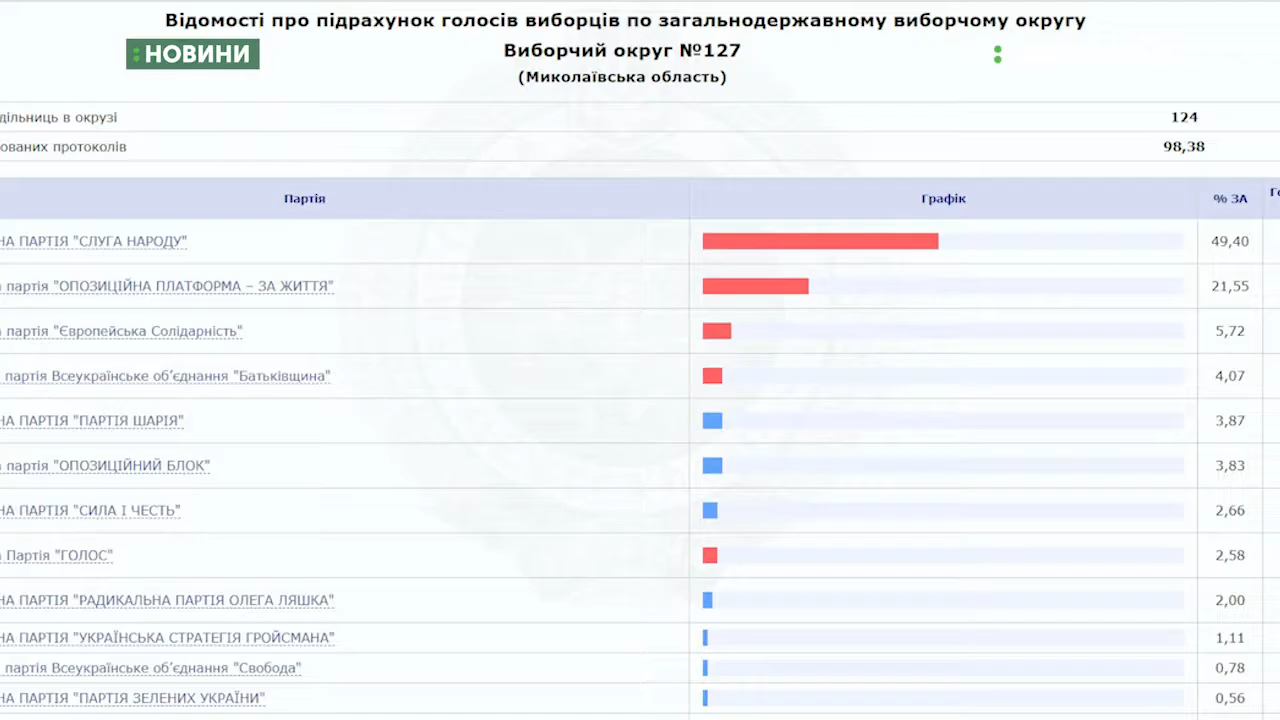 Відомості про підрахунок голосів виборців по загальнодержавному виборчому округу
НОВИНИ
Виборчий округ №127
(Миколаївська область)
дільниць в окрузі 124
ованих протоколів 98,38
Партія Графік % ЗА Го
НА ПАРТІЯ "СЛУГА НАРОДУ" 49,40
партія "ОПОЗИЦІЙНА ПЛАТФОРМА – ЗА ЖИТТЯ" 21,55
партія "Європейська Солідарність" 5,72
партія Всеукраїнське об’єднання "Батьківщина" 4,07
НА ПАРТІЯ "ПАРТІЯ ШАРІЯ" 3,87
партія "ОПОЗИЦІЙНИЙ БЛОК" 3,83
НА ПАРТІЯ "СИЛА І ЧЕСТЬ" 2,66
Партія "ГОЛОС" 2,58
НА ПАРТІЯ "РАДИКАЛЬНА ПАРТІЯ ОЛЕГА ЛЯШКА" 2,00
НА ПАРТІЯ "УКРАЇНСЬКА СТРАТЕГІЯ ГРОЙСМАНА" 1,11
партія Всеукраїнське об’єднання "Свобода" 0,78
НА ПАРТІЯ "ПАРТІЯ ЗЕЛЕНИХ УКРАЇНИ" 0,56